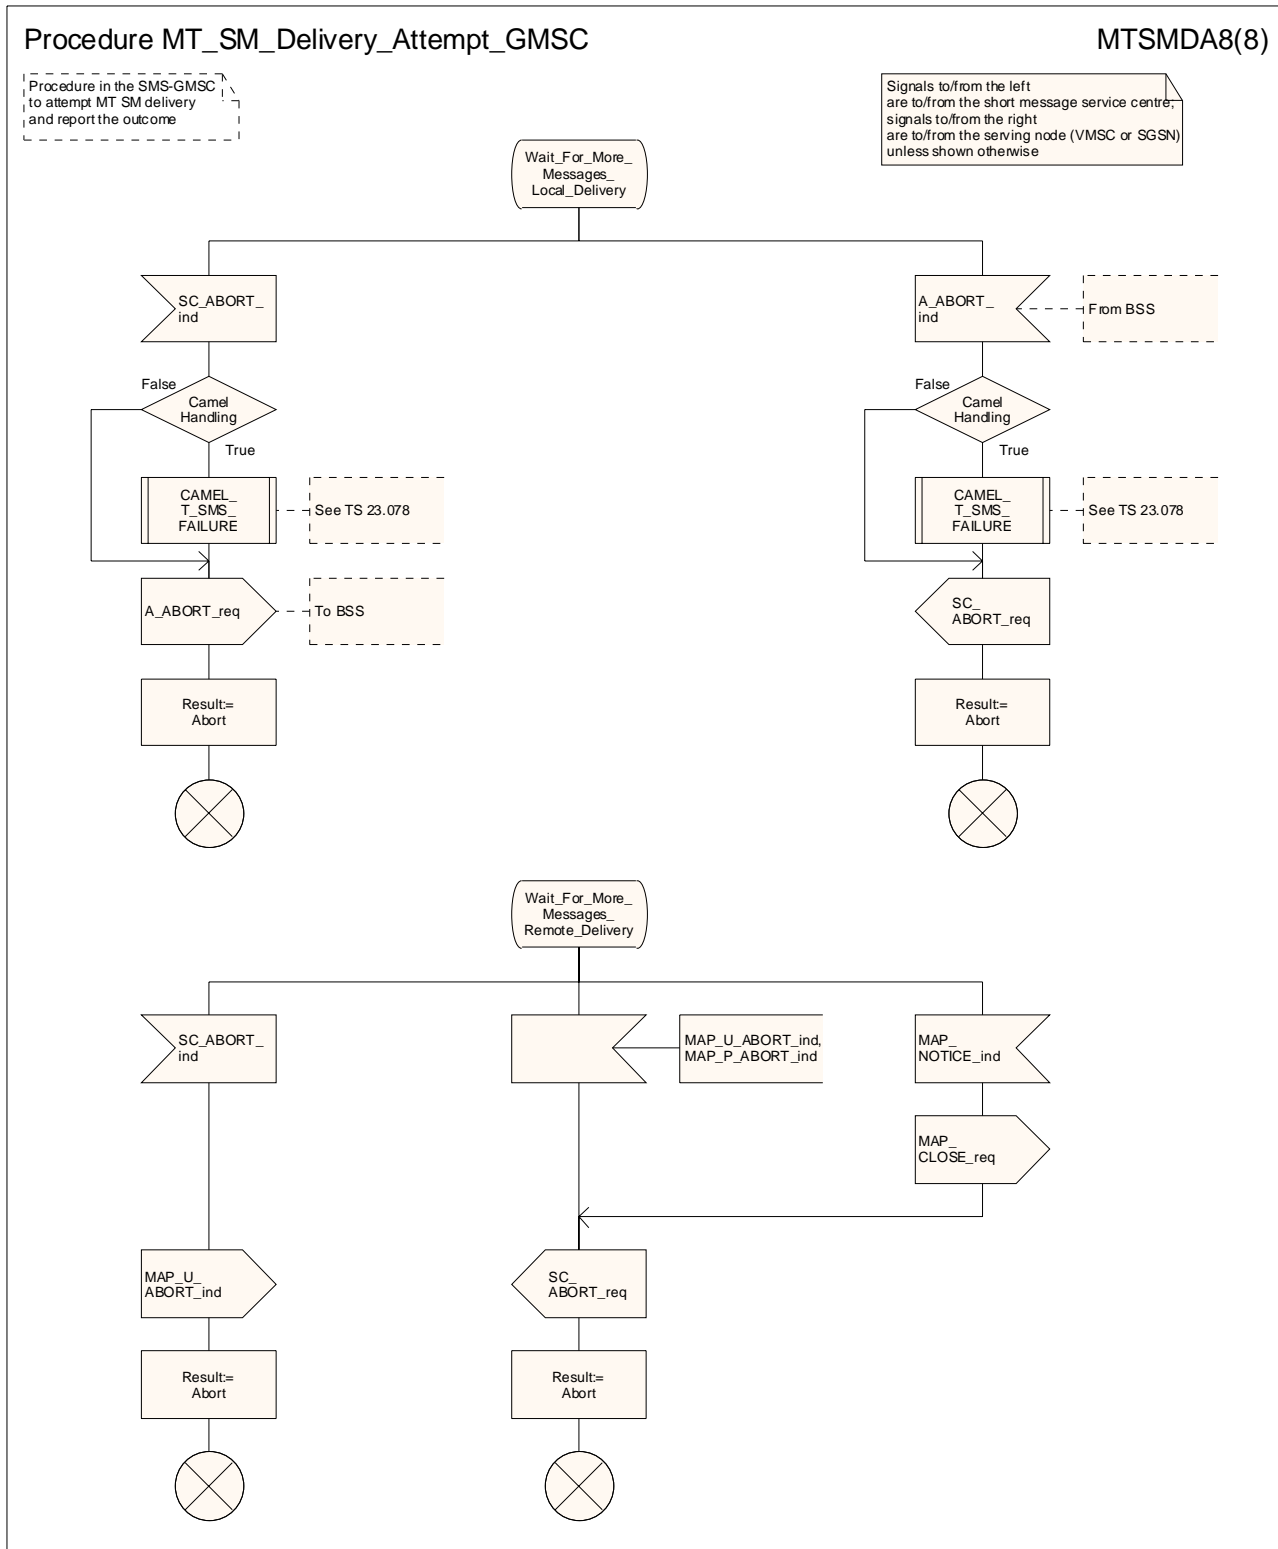 Procedure MT_SM_Delivery_Attempt_GMSC
MTSMDA8(8)
Procedure in the SMS-GMSC
to attempt MT SM delivery
and report the outcome
Signals to/from the left
are to/from the short message service centre;
signals to/from the right
are to/from the serving node (VMSC or SGSN)
unless shown otherwise
Wait_For_More_
Messages_
Local_Delivery
SC_ABORT_
ind
A_ABORT_
ind
From BSS
False
Camel
Handling
True
False
Camel
Handling
True
CAMEL_
T_SMS_
FAILURE
See TS 23.078
CAMEL_
T_SMS_
FAILURE
See TS 23.078
A_ABORT_req
To BSS
SC_
ABORT_req
Result:=
Abort
Result:=
Abort
Wait_For_More_
Messages_
Remote_Delivery
SC_ABORT_
ind
MAP_U_ABORT_ind,
MAP_P_ABORT_ind
MAP_
NOTICE_ind
MAP_
CLOSE_req
MAP_U_
ABORT_ind
SC_
ABORT_req
Result:=
Abort
Result:=
Abort